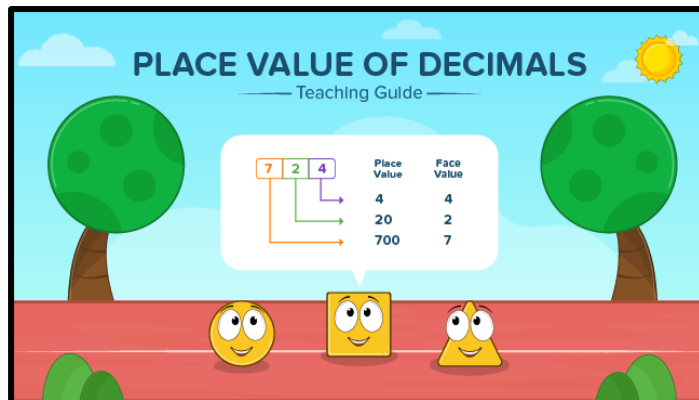 PLACE VALUE OF DECIMALS
Teaching Guide
7 2 4 Place Value Face Value
4 4
20 2
700 7